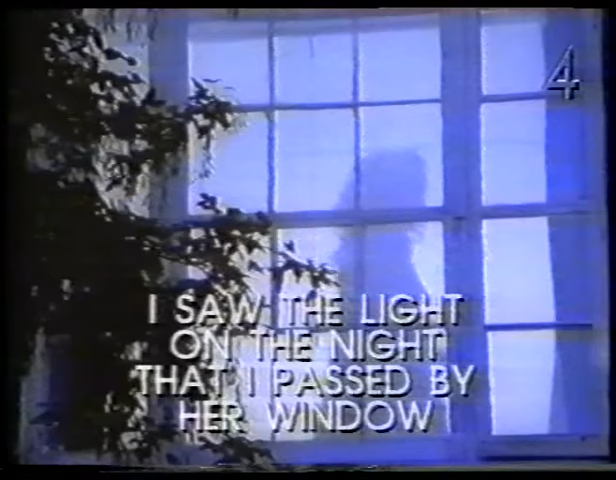 4
I SAW THE LIGHT
ON THE NIGHT
THAT I PASSED BY
HER WINDOW